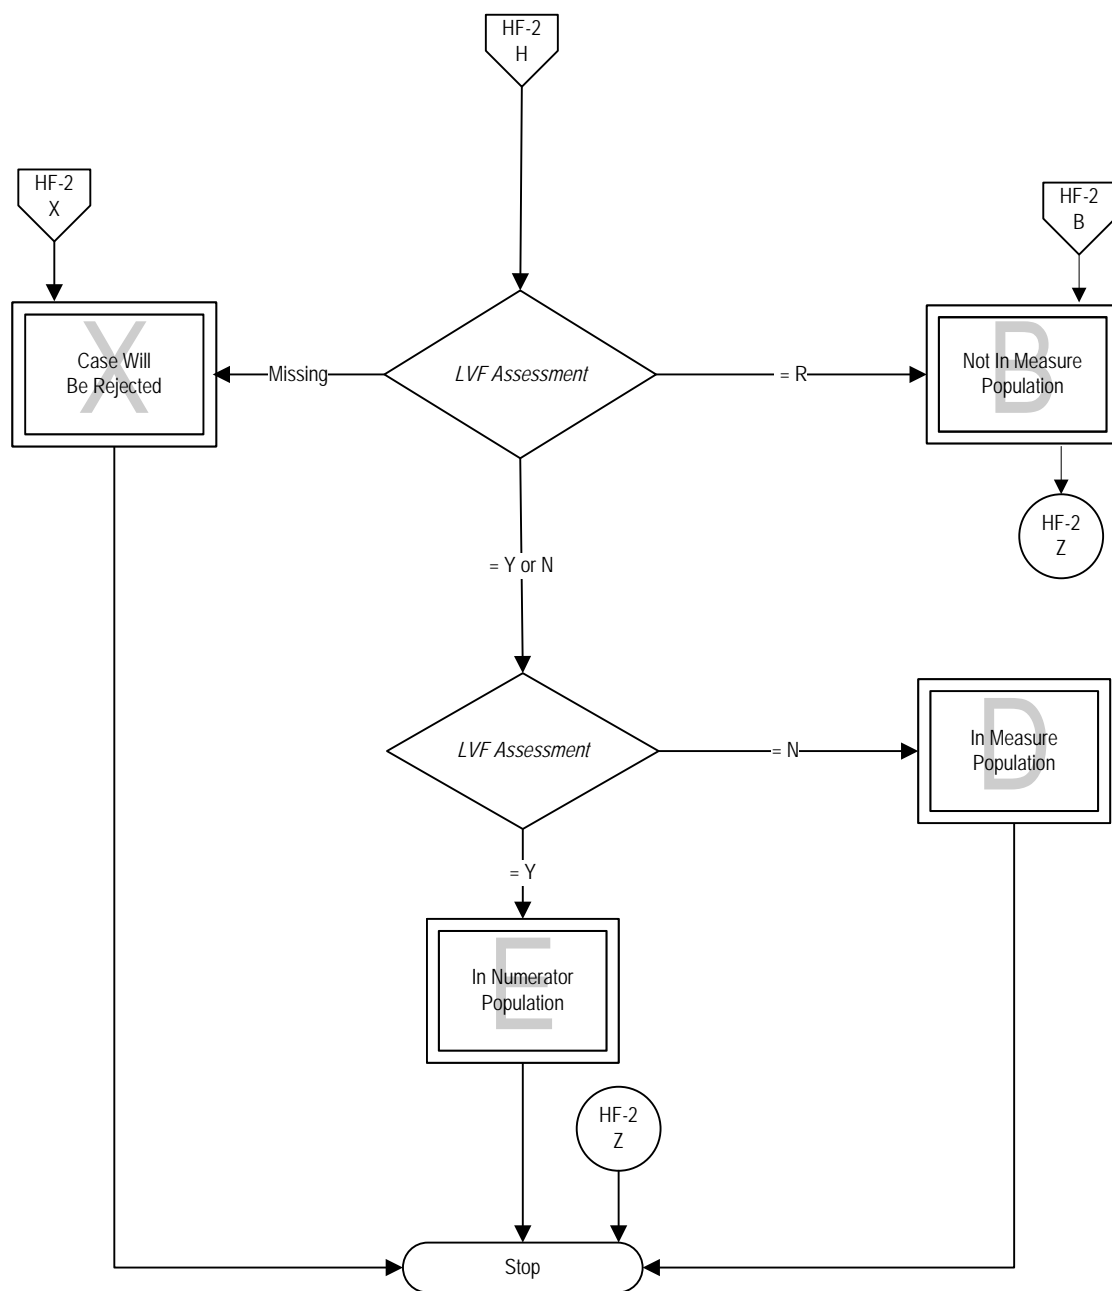 HF-2
H
HF-2
X
HF-2
B
X
Case Will
Be Rejected
Missing
LVF Assessment
= R
B
Not In Measure
Population
HF-2
Z
= Y or N
LVF Assessment
= N
D
In Measure
Population
= Y
E
In Numerator
Population
HF-2
Z
Stop